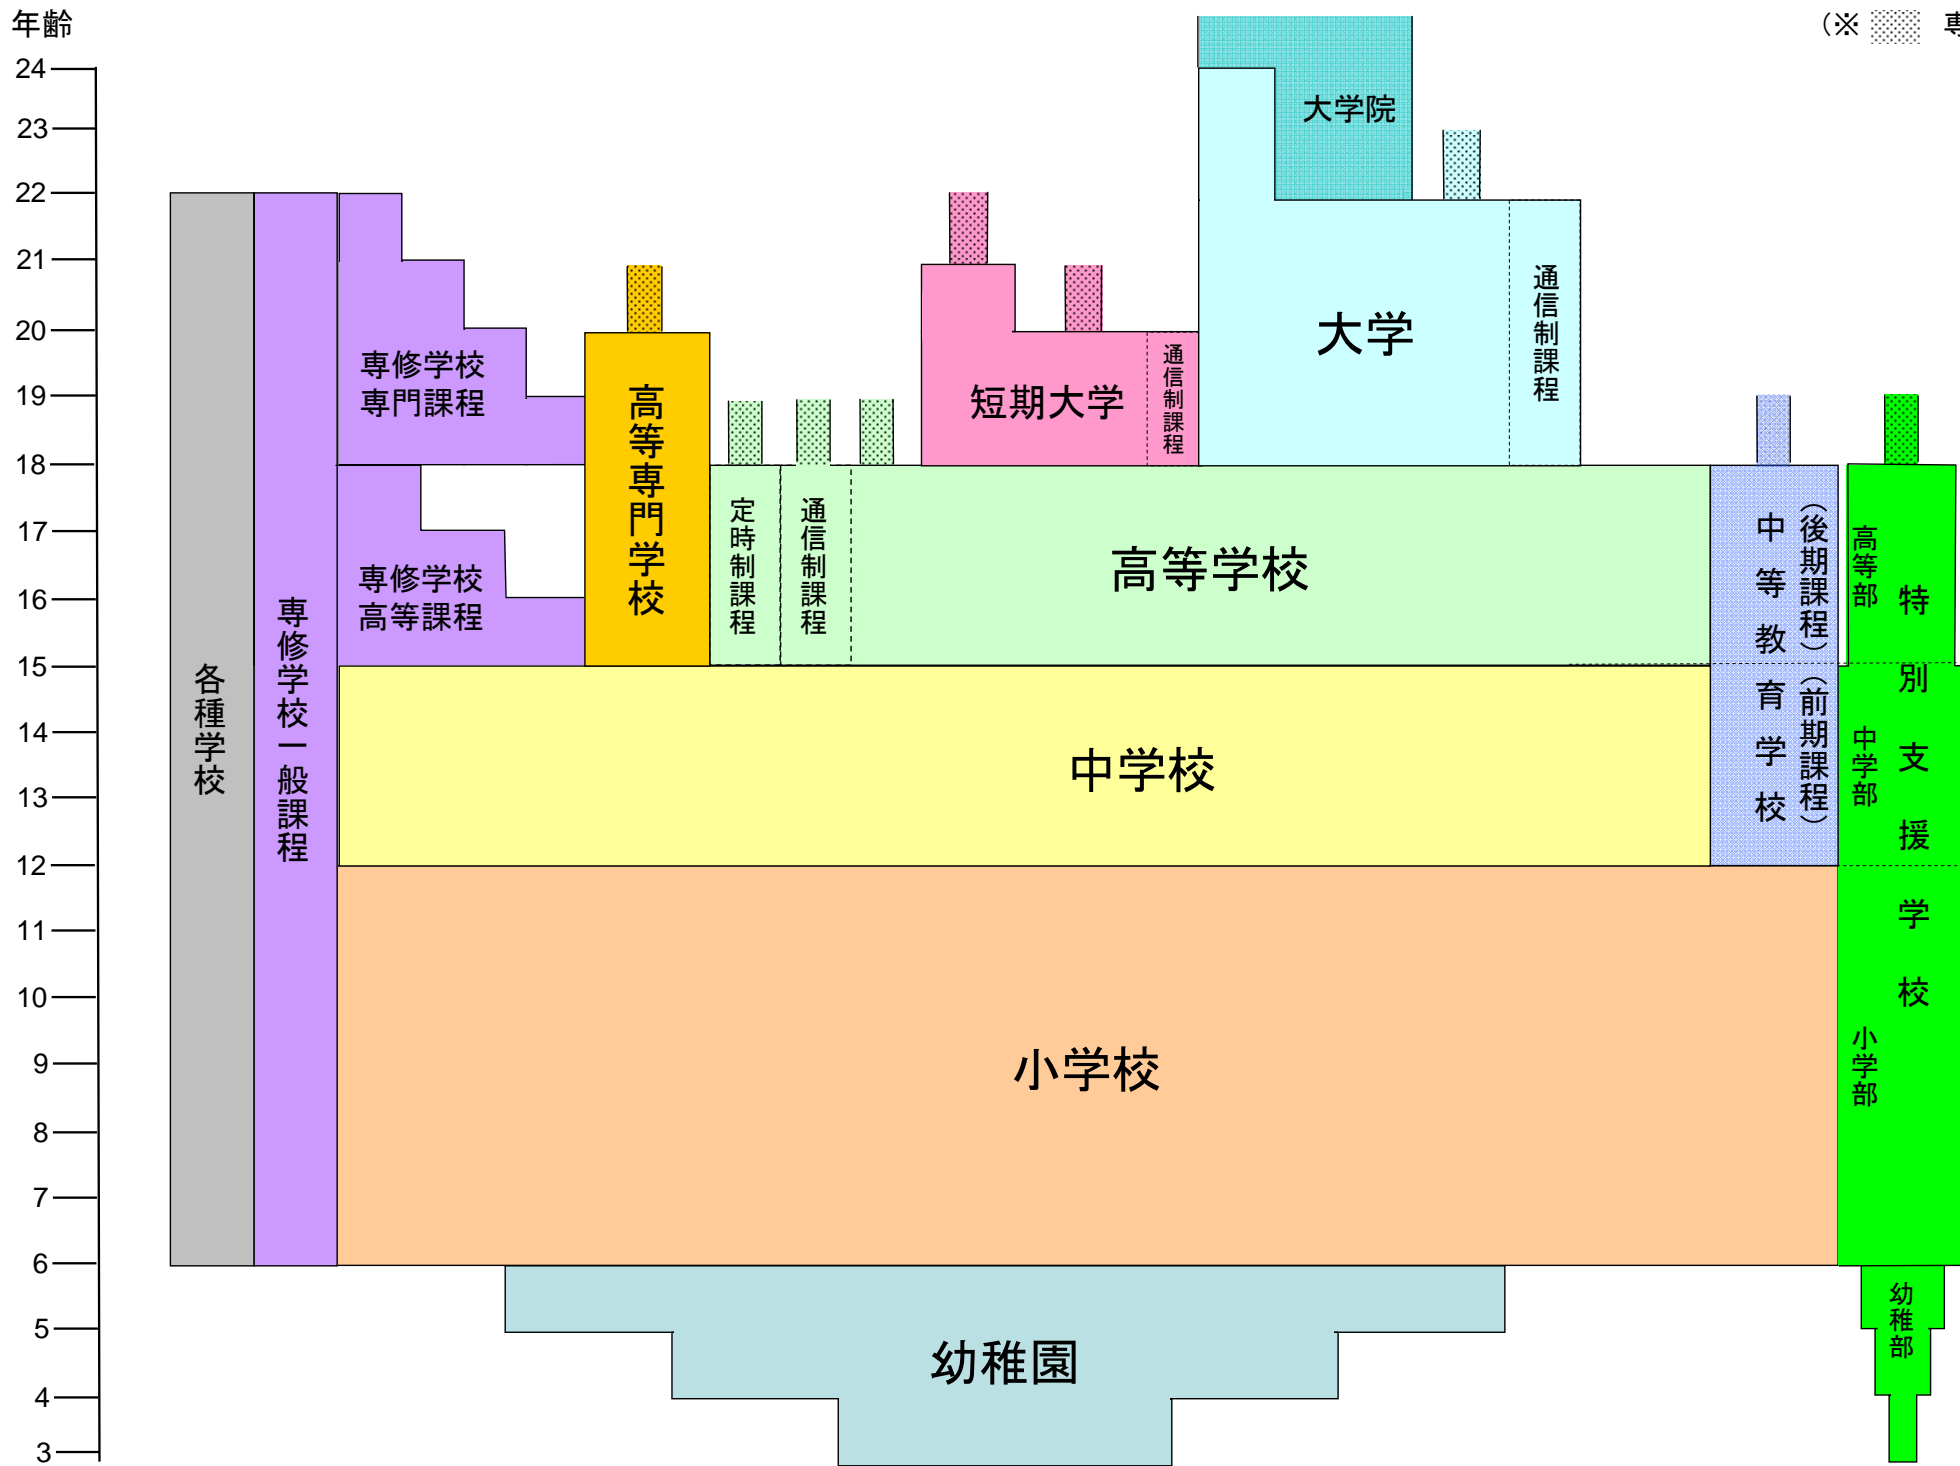 年齢
(※ 専
24
23
22
21
20
19
18
17
16
15
14
13
12
11
10
9
8
7
6
5
4
3
各種学校
専修学校一般課程
専修学校
専門課程
専修学校
高等課程
高等専門学校
定時制課程
通信制課程
高等学校
短期大学
通信制課程
大学院
大学
通信制課程
中等教育学校
(後期課程)
(前期課程)
特別支援学校
高等部
中学部
小学部
幼稚部
中学校
小学校
幼稚園